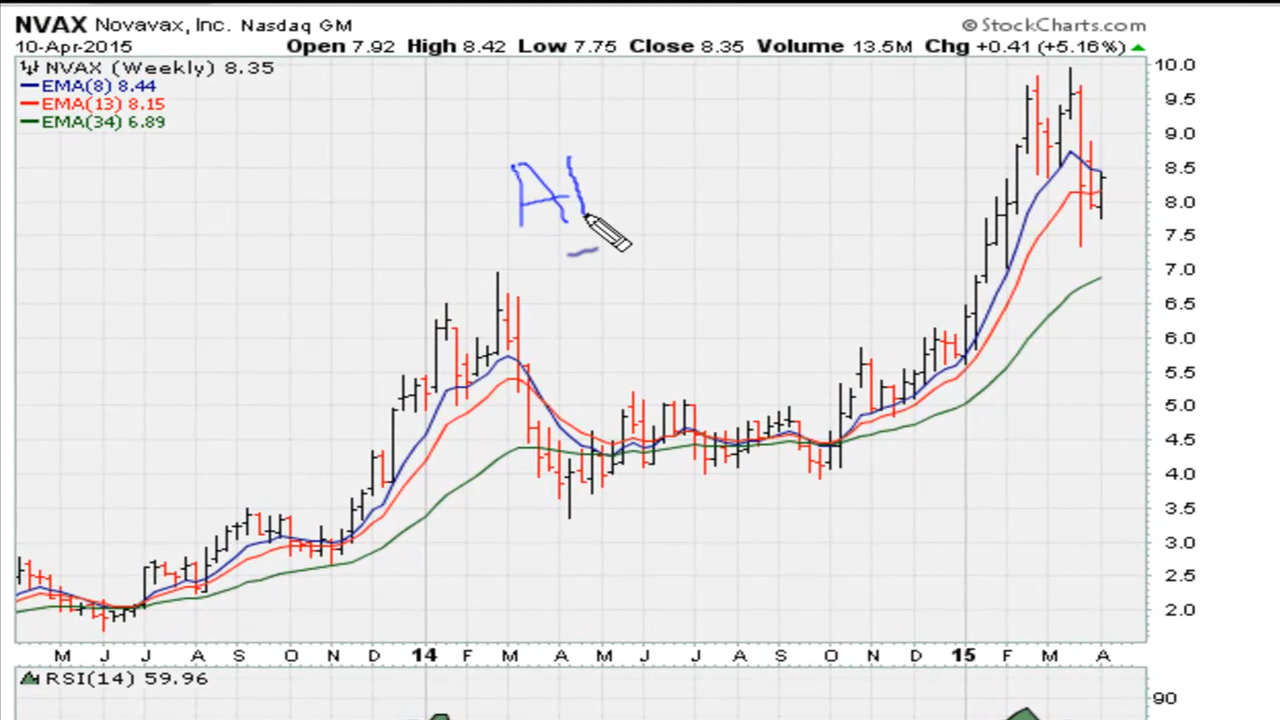 NVAX Novavax, Inc. Nasdaq GM © StockCharts.com
10-Apr-2015 Open 7.92 High 8.42 Low 7.75 Close 8.35 Volume 13.5M Chg +0.41 (+5.16%)
NVAX (Weekly) 8.35
EMA(8) 8.44
EMA(13) 8.15
EMA(34) 6.89
10.0
9.5
9.0
8.5
8.0
7.5
7.0
6.5
6.0
5.5
5.0
4.5
4.0
3.5
3.0
2.5
2.0
M J J A S O N D 14 F M A M J J A S O N D 15 F M A
RSI(14) 59.96
90